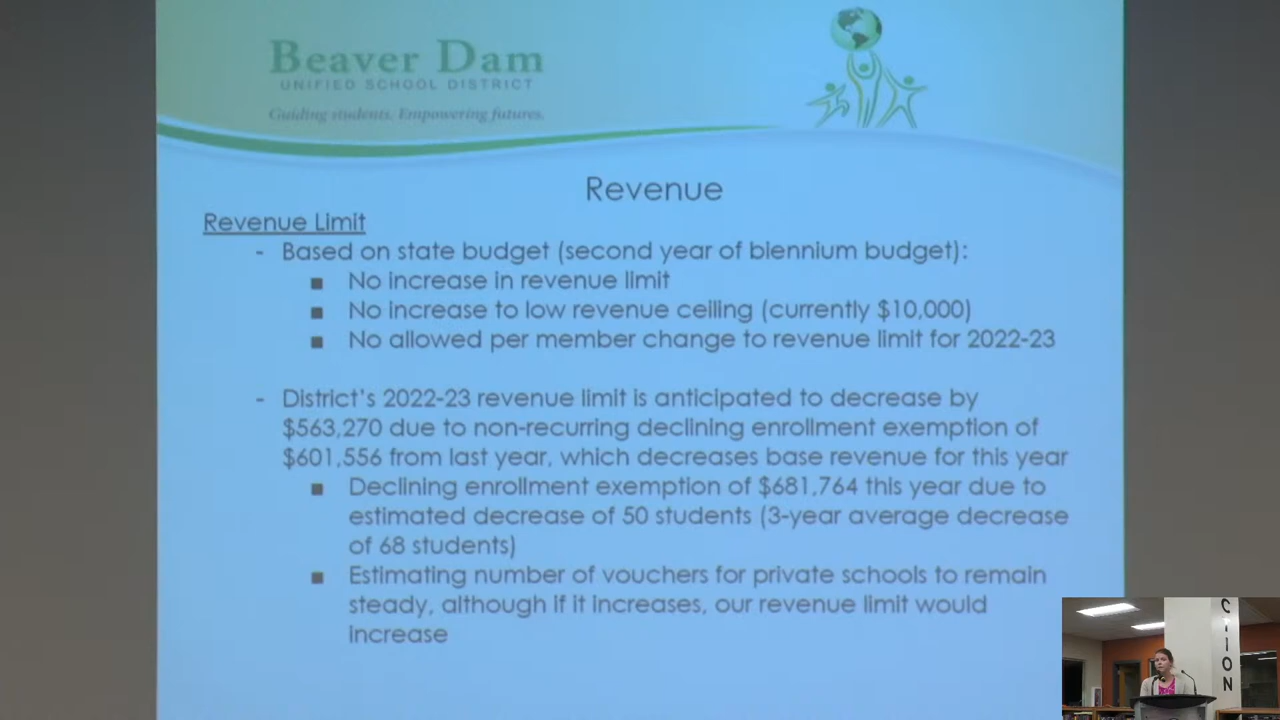 Beaver Dam
UNIFIED SCHOOL DISTRICT
Guiding students. Empowering futures.
Revenue
Revenue Limit
- Based on state budget (second year of biennium budget):
■ No increase in revenue limit
■ No increase to low revenue ceiling (currently $10,000)
■ No allowed per member change to revenue limit for 2022-23
- District's 2022-23 revenue limit is anticipated to decrease by
$563,270 due to non-recurring declining enrollment exemption of
$601,556 from last year, which decreases base revenue for this year
■ Declining enrollment exemption of $681,764 this year due to
estimated decrease of 50 students (3-year average decrease
of 68 students)
■ Estimating number of vouchers for private schools to remain
steady, although if it increases, our revenue limit would
increase
C
T
I
O
N